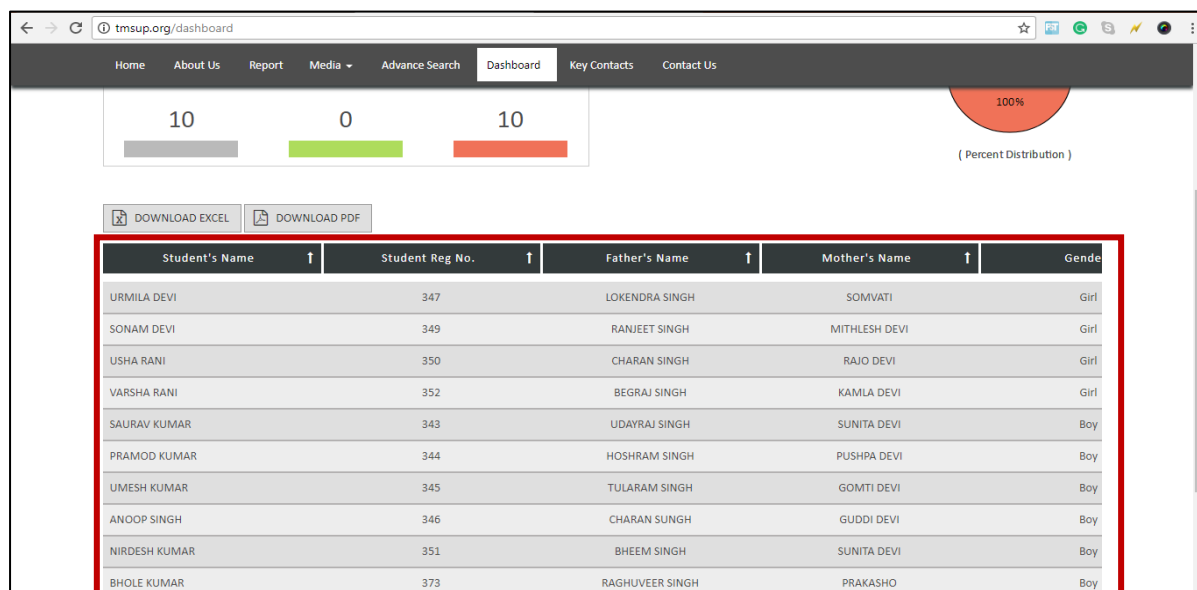 tmsup.org/dashboard
Home About Us Report Media Advance Search Dashboard Key Contacts Contact Us
10 0 10
100%
( Percent Distribution )
DOWNLOAD EXCEL DOWNLOAD PDF
Student's Name Student Reg No. Father's Name Mother's Name Gende
URMILA DEVI 347 LOKENDRA SINGH SOMVATI Girl
SONAM DEVI 349 RANJEET SINGH MITHLESH DEVI Girl
USHA RANI 350 CHARAN SINGH RAJO DEVI Girl
VARSHA RANI 352 BEGRAJ SINGH KAMLA DEVI Girl
SAURAV KUMAR 343 UDAYRAJ SINGH SUNITA DEVI Boy
PRAMOD KUMAR 344 HOSHRAM SINGH PUSHPA DEVI Boy
UMESH KUMAR 345 TULARAM SINGH GOMTI DEVI Boy
ANOOP SINGH 346 CHARAN SUNGH GUDDI DEVI Boy
NIRDESH KUMAR 351 BHEEM SINGH SUNITA DEVI Boy
BHOLE KUMAR 373 RAGHUVEER SINGH PRAKASHO Boy